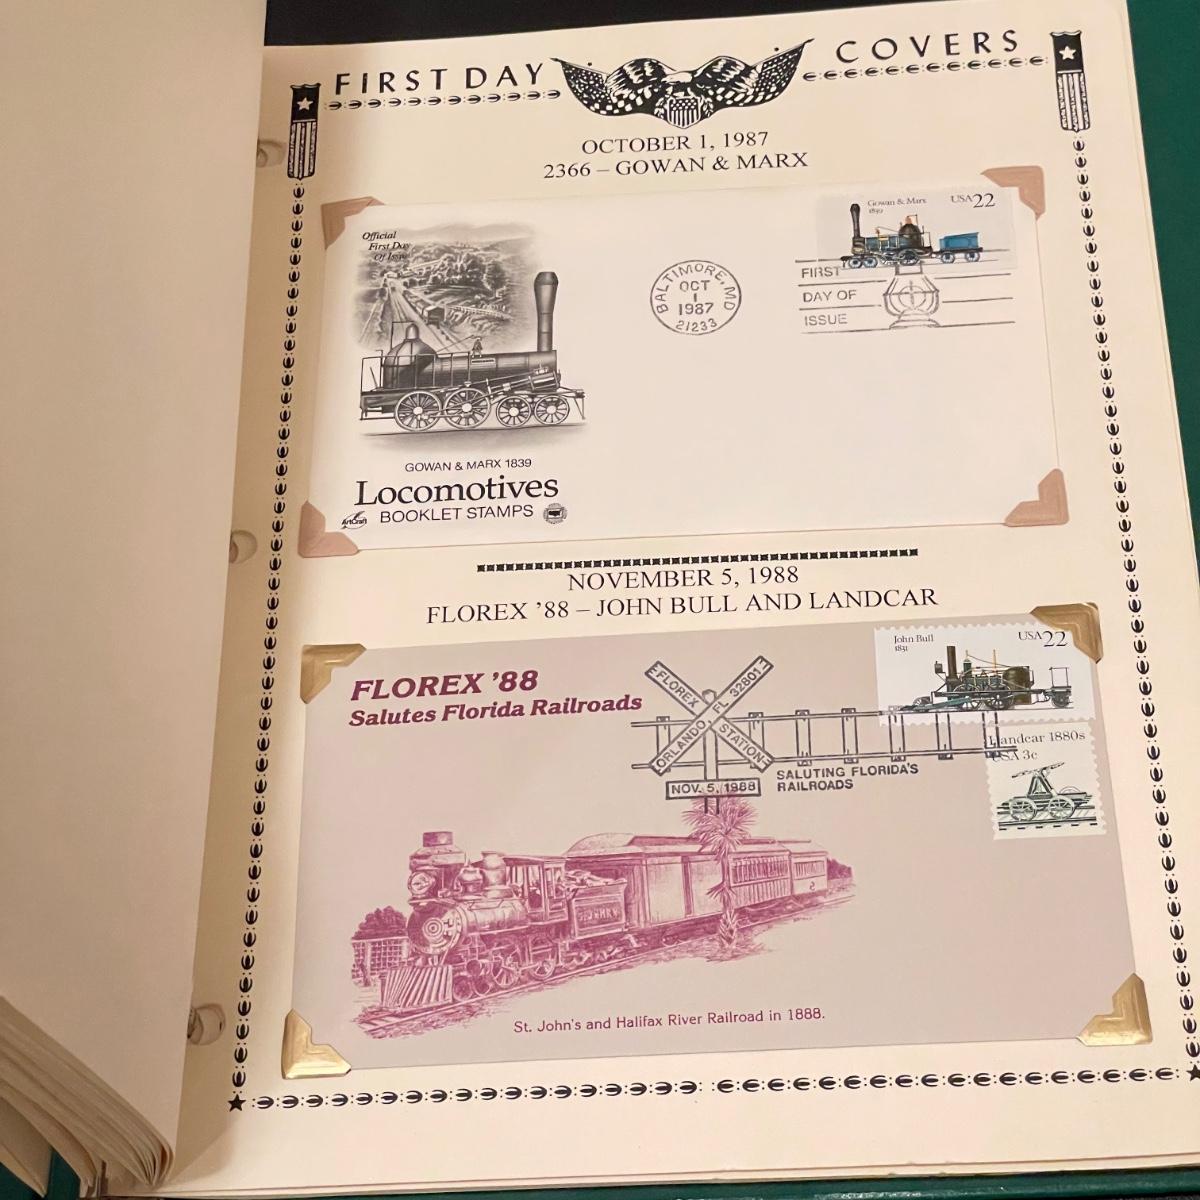 FIRST DAY COVERS
OCTOBER 1, 1987
2366 – GOWAN & MARX
Official
First Day
Of Issue
Gowan & Marx
1839
USA22
BALTIMORE, MD
OCT
1
1987
21233
FIRST
DAY OF
ISSUE
GOWAN & MARX 1839
Locomotives
ArtCraft
BOOKLET STAMPS
NOVEMBER 5, 1988
FLOREX ’88 – JOHN BULL AND LANDCAR
FLOREX ’88
Salutes Florida Railroads
FLOREX STATION
ORLANDO FL 32801
NOV. 5, 1988
SALUTING FLORIDA'S
RAILROADS
John Bull
1831
USA22
Handcar 1880s
USA 3c
St. John's and Halifax River Railroad in 1888.